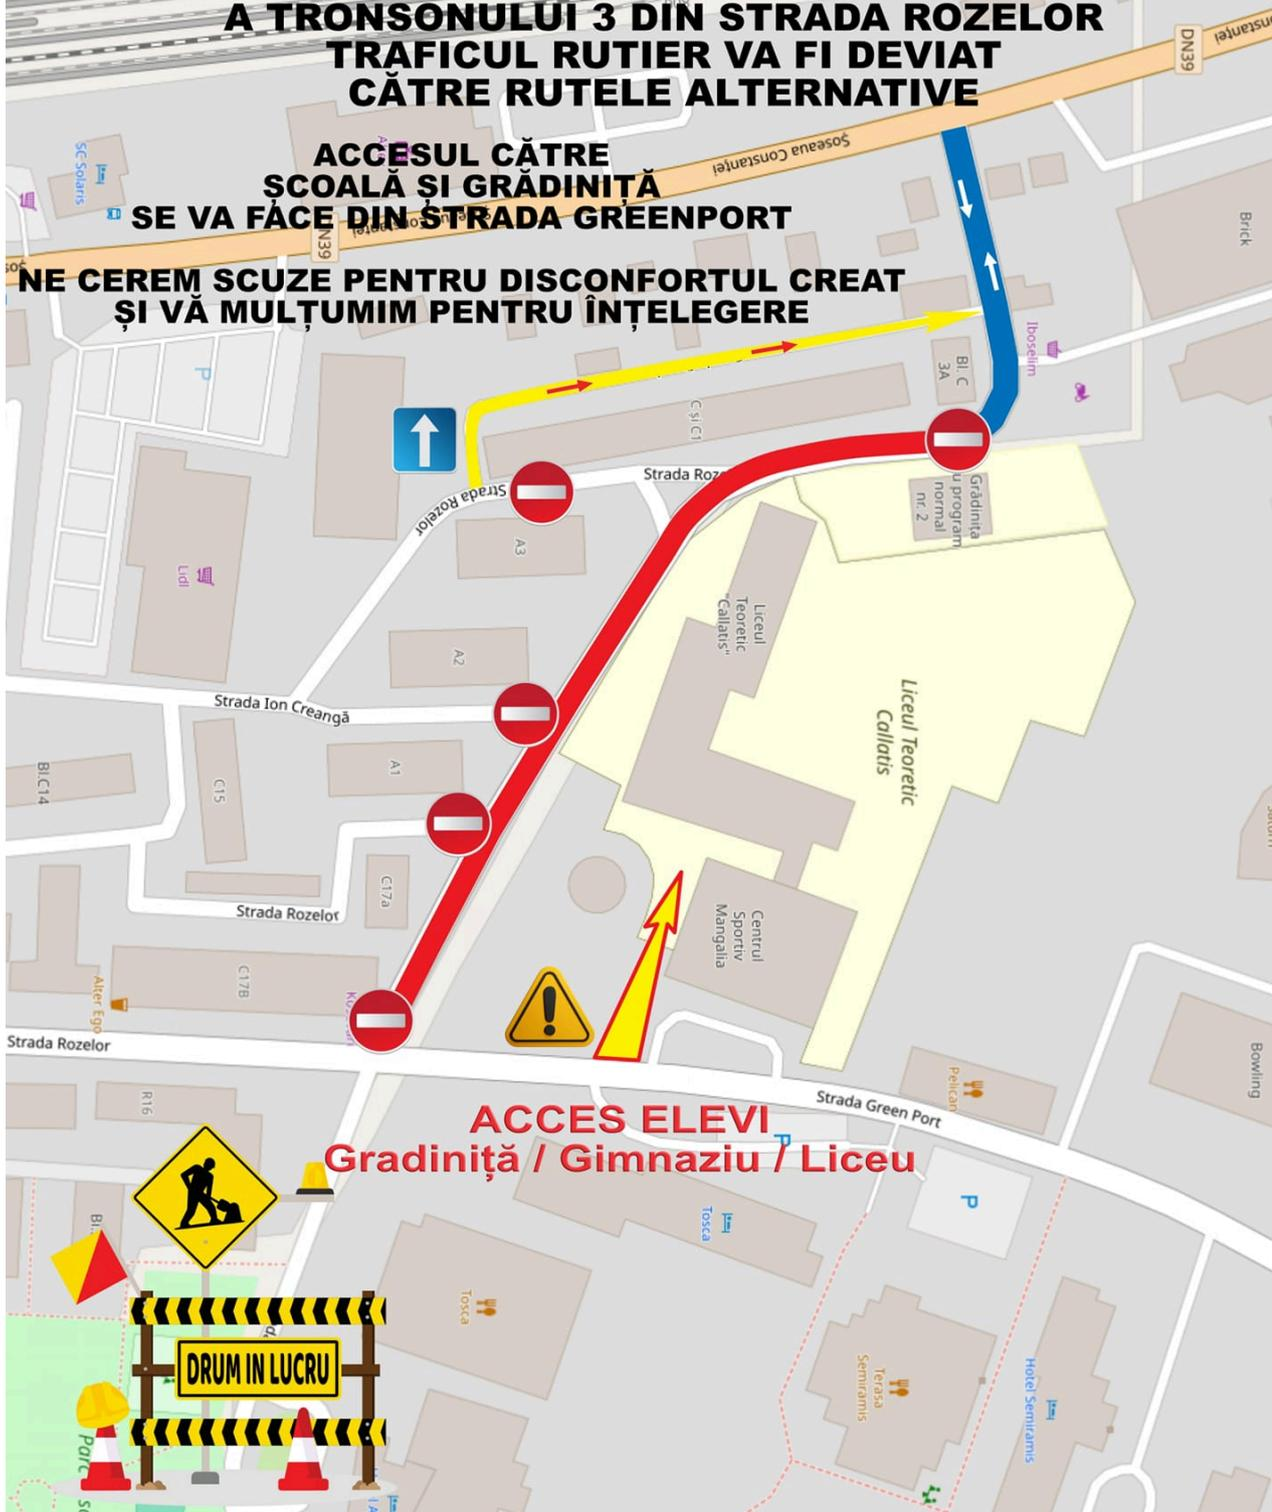 A TRONSONULUI 3 DIN STRADA ROZELOR
TRAFICUL RUTIER VA FI DEVIAT
CĂTRE RUTELE ALTERNATIVE
DN39
ACCESUL CĂTRE
ȘCOALĂ ȘI GRĂDINIȚĂ
SE VA FACE DIN STRADA GREENPORT
Șoseaua Constanței
SC Solaris
DN39
Brick
NE CEREM SCUZE PENTRU DISCONFORTUL CREAT
ȘI VĂ MULȚUMIM PENTRU ÎNȚELEGERE
Iboselim
P
Bl. C
3A
C și C1
Strada Rozelor
Grădinița
u program
normal
nr. 2
A3
Lidl
Liceul
Teoretic
"Callatis"
A2
Strada Ion Creangă
Liceul Teoretic
Callatis
Bl.C14
C15
A1
C17a
Strada Rozelor
Centrul
Sportiv
Mangalia
C17B
Alter Ego
Strada Rozelor
Bowling
Pelican
R16
Strada Green Port
ACCES ELEVI
P
Gradiniță / Gimnaziu / Liceu
P
Tosca
Tosca
DRUM IN LUCRU
Terasa
Semiramis
Hotel Semiramis
Parc